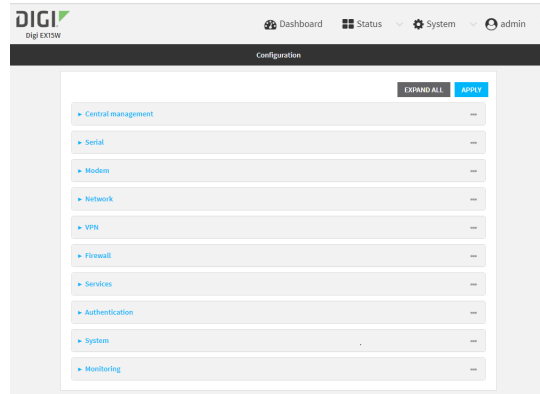 DIGI
Dashboard Status System admin
Digi EX15W
Configuration
EXPAND ALL APPLY
Central management
Serial
Modem
Network
VPN
Firewall
Services
Authentication
System
Monitoring